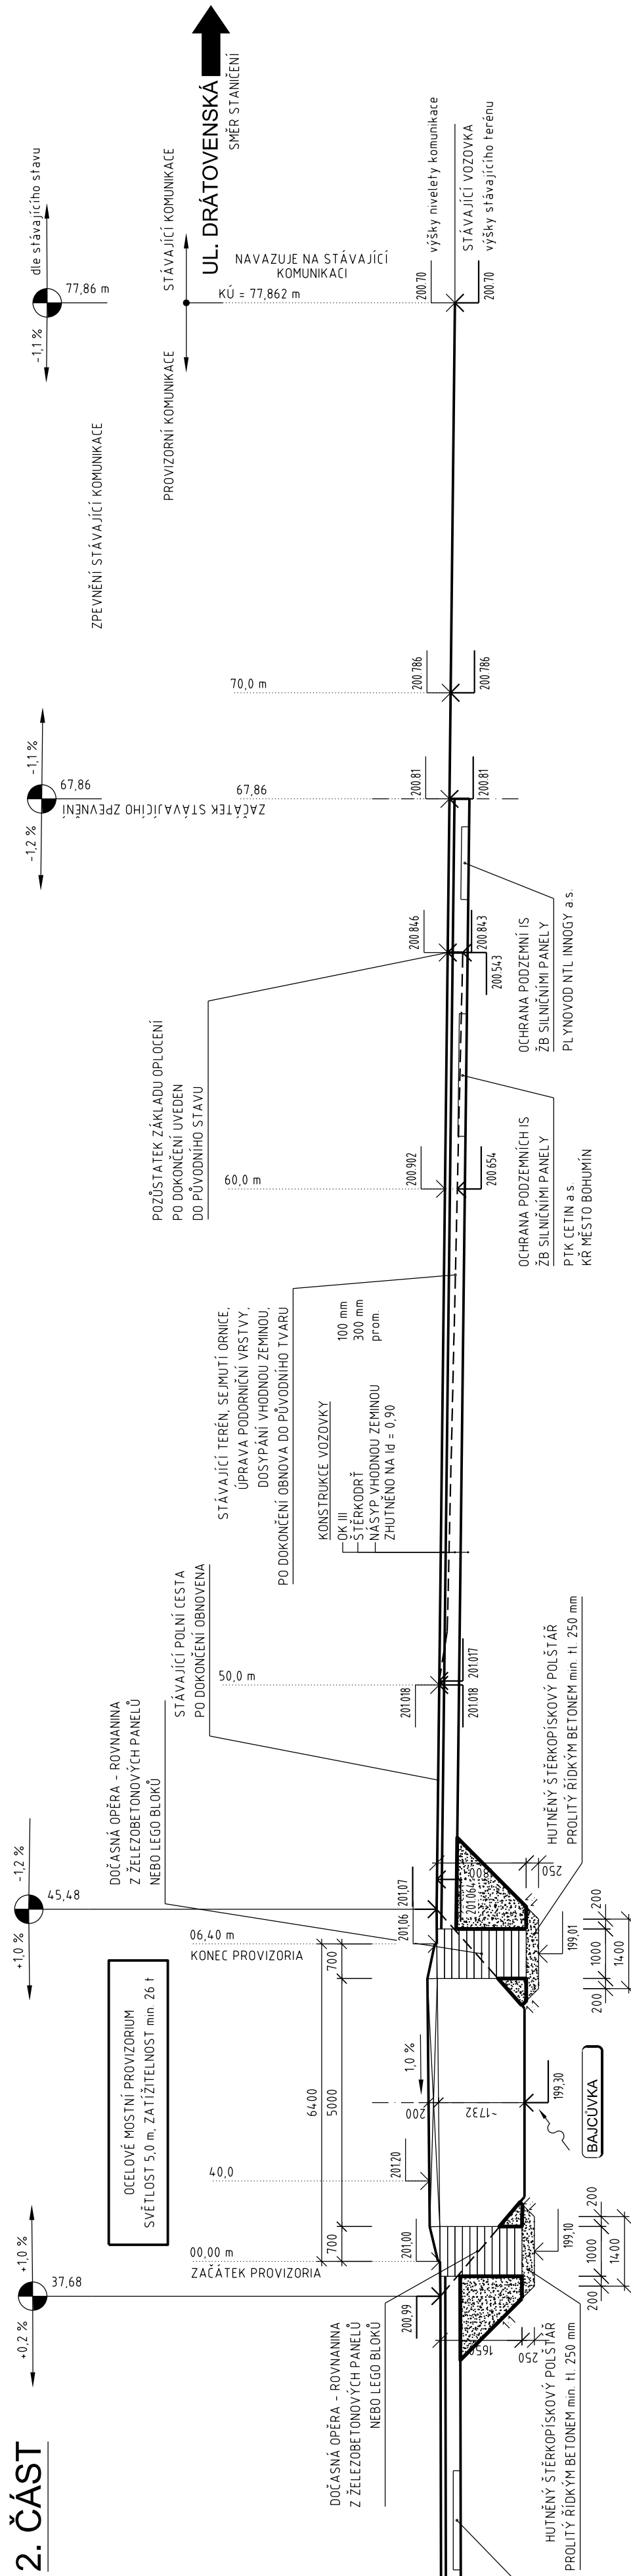 2. ČÁST
+0,2 %
+1,0 %
37,68
+1,0 %
-1,2 %
45,48
-1,2 %
-1,1 %
67,86
-1,1 %
dle stávajícího stavu
77,86 m
OCELOVÉ MOSTNÍ PROVIZORIUM
SVĚTLOST 5,0 m, ZATÍŽITELNOST min. 26 t
ZPEVNĚNÍ STÁVAJÍCÍ KOMUNIKACE
PROVIZORNÍ KOMUNIKACE
STÁVAJÍCÍ KOMUNIKACE
UL. DRÁTOVENSKÁ
SMĚR STANIČENÍ
NAVAZUJE NA STÁVAJÍCÍ
KOMUNIKACI
KÚ = 77,862 m
DOČASNÁ OPĚRA - ROVNANINA
Z ŽELEZOBETONOVÝCH PANELŮ
NEBO LEGO BLOKŮ
STÁVAJÍCÍ POLNÍ CESTA
PO DOKONČENÍ OBNOVENA
STÁVAJÍCÍ TERÉN, SEJMUTÍ ORNICE,
ÚPRAVA PODORNIČNÍ VRSTVY,
DOSYPÁNÍ VHODNOU ZEMINOU,
PO DOKONČENÍ OBNOVA DO PŮVODNÍHO TVARU
POZŮSTATEK ZÁKLADU OPLOCENÍ
PO DOKONČENÍ UVEDEN
DO PŮVODNÍHO STAVU
ZAČÁTEK STÁVAJÍCÍHO ZPEVNĚNÍ
KONSTRUKCE VOZOVKY
OK III 100 mm
ŠTĚRKODRŤ 300 mm
NÁSYP VHODNOU ZEMINOU prom.
ZHUTNĚNO NA Id = 0,90
00,00 m
ZAČÁTEK PROVIZORIA
40,0
06,40 m
KONEC PROVIZORIA
50,0 m
60,0 m
67,86
70,0 m
6400
700
5000
700
1,0 %
200
~1732
200,99
201,00
201.20
201,06
201,07
201.064
201.018
201.018
201.017
200.902
200.654
200.846
200.843
200.543
200.81
200.81
200.786
200.786
200.70
200.70
výšky nivelety komunikace
STÁVAJÍCÍ VOZOVKA
výšky stávajícího terénu
DOČASNÁ OPĚRA - ROVNANINA
Z ŽELEZOBETONOVÝCH PANELŮ
NEBO LEGO BLOKŮ
1650
250
199,10
200
1000
200
1400
199,30
BAJCŮVKA
199,01
250
200
1000
200
1400
HUTNĚNÝ ŠTĚRKOPÍSKOVÝ POLŠTÁŘ
PROLITÝ ŘÍDKÝM BETONEM min. tl. 250 mm
HUTNĚNÝ ŠTĚRKOPÍSKOVÝ POLŠTÁŘ
PROLITÝ ŘÍDKÝM BETONEM min. tl. 250 mm
OCHRANA PODZEMNÍCH IS
ŽB SILNIČNÍMI PANELY
PTK CETIN a.s.
KŘ MĚSTO BOHUMÍN
OCHRANA PODZEMNÍ IS
ŽB SILNIČNÍMI PANELY
PLYNOVOD NTL INNOGY a.s.